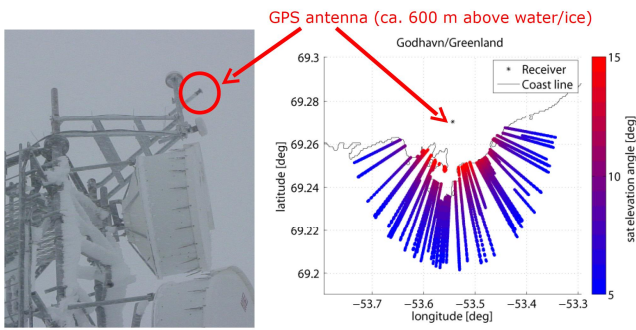 GPS antenna (ca. 600 m above water/ice)
Godhavn/Greenland
* Receiver
Coast line
69.3
69.28
69.26
69.24
69.22
69.2
latitude [deg]
−53.7
−53.6
−53.5
−53.4
−53.3
longitude [deg]
15
10
5
sat elevation angle [deg]